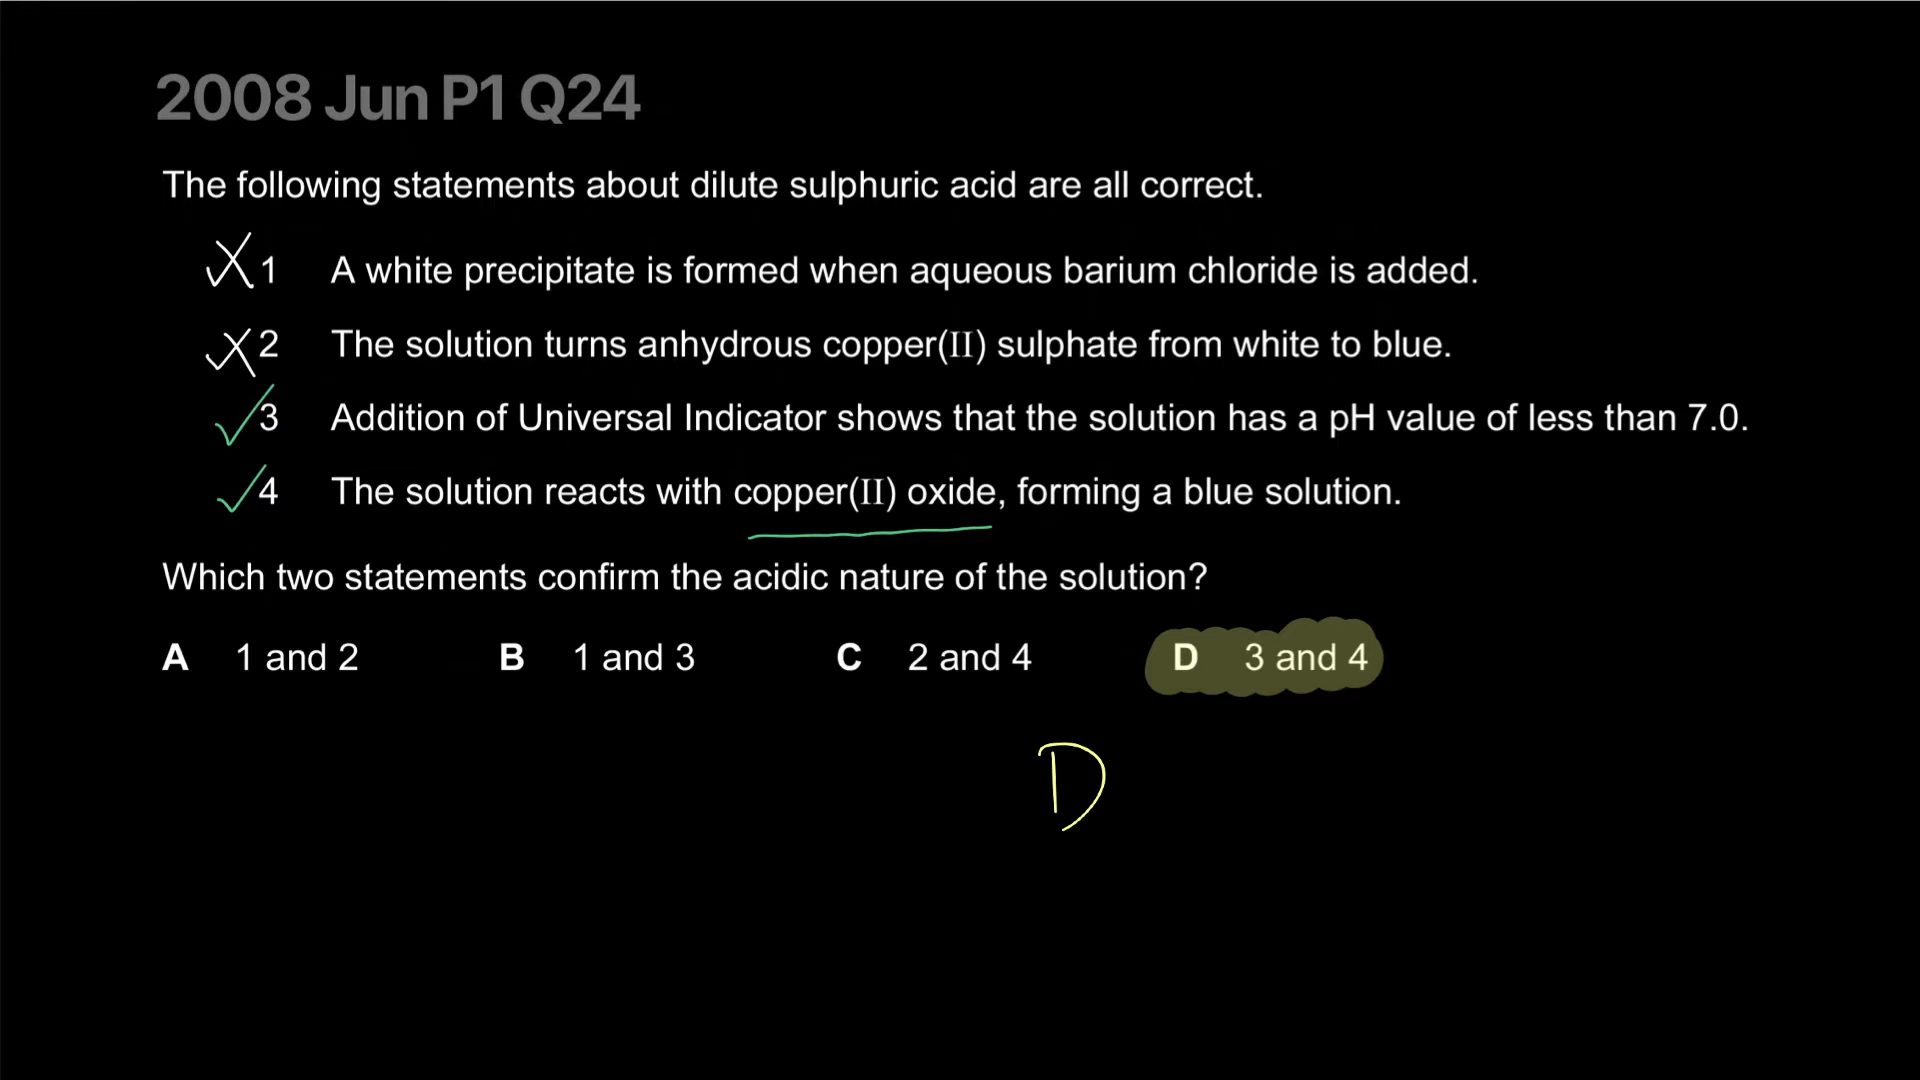 2008 Jun P1 Q24
The following statements about dilute sulphuric acid are all correct.
1 A white precipitate is formed when aqueous barium chloride is added.
2 The solution turns anhydrous copper(II) sulphate from white to blue.
3 Addition of Universal Indicator shows that the solution has a pH value of less than 7.0.
4 The solution reacts with copper(II) oxide, forming a blue solution.
Which two statements confirm the acidic nature of the solution?
A 1 and 2 B 1 and 3 C 2 and 4 D 3 and 4
D